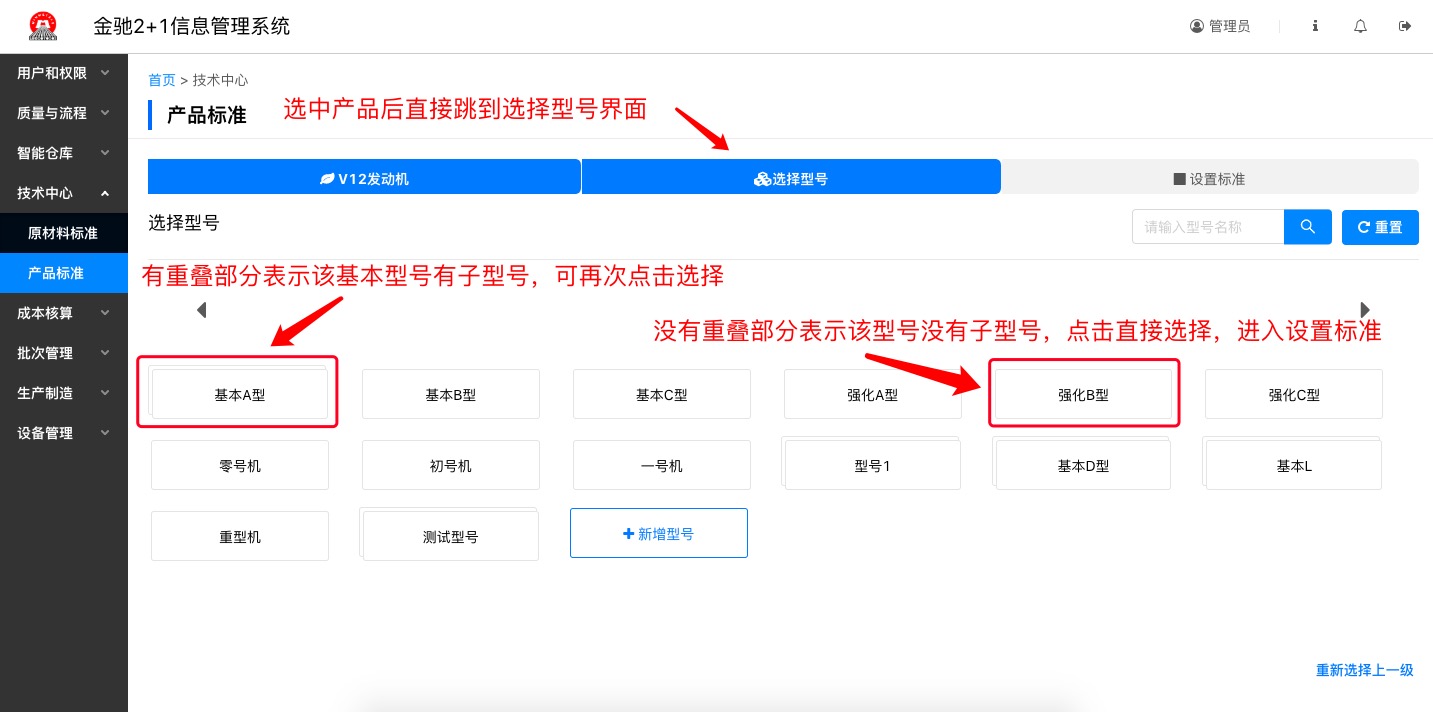 金驰2+1信息管理系统
管理员
用户和权限
质量与流程
智能仓库
技术中心
原材料标准
产品标准
成本核算
批次管理
生产制造
设备管理
首页 > 技术中心
产品标准
选中产品后直接跳到选择型号界面
V12发动机
选择型号
设置标准
选择型号
请输入型号名称
重置
有重叠部分表示该基本型号有子型号，可再次点击选择
没有重叠部分表示该型号没有子型号，点击直接选择，进入设置标准
基本A型
基本B型
基本C型
强化A型
强化B型
强化C型
零号机
初号机
一号机
型号1
基本D型
基本L
重型机
测试型号
新增型号
重新选择上一级